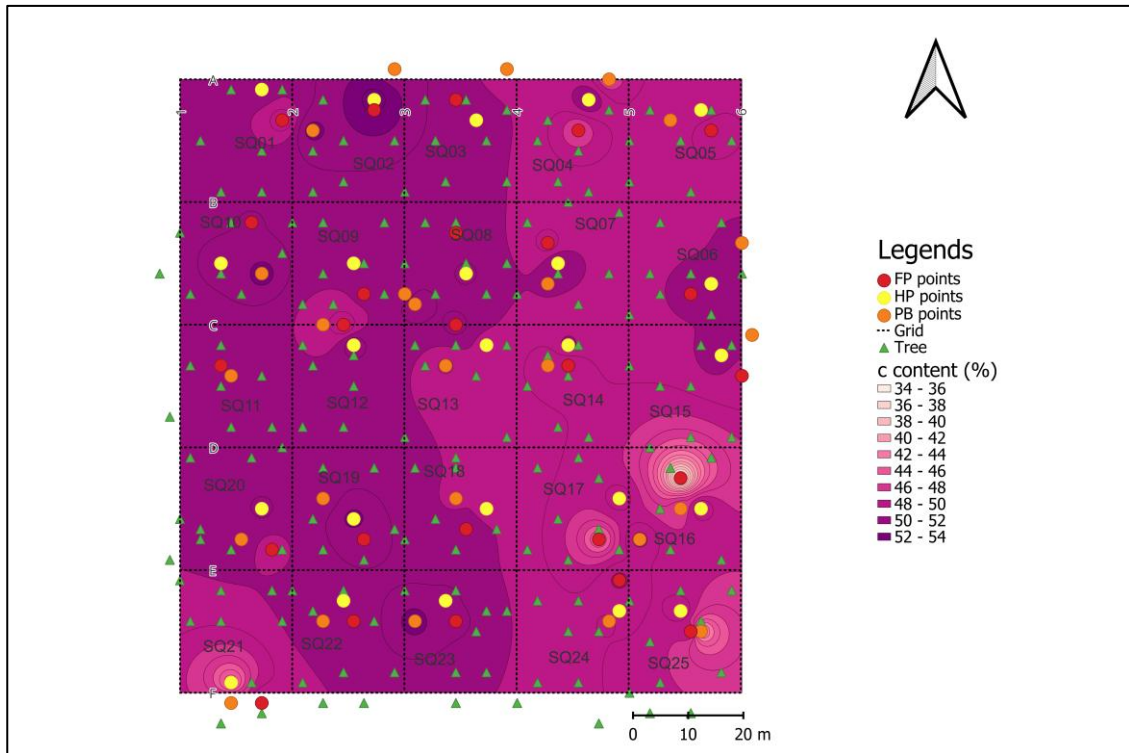 A
1 2 3 4 5 6
SQ01 SQ02 SQ03 SQ04 SQ05
B
SQ10 SQ09 SQ08 SQ07 SQ06
C
SQ11 SQ12 SQ13 SQ14 SQ15
D
SQ20 SQ19 SQ18 SQ17 SQ16
E
SQ21 SQ22 SQ23 SQ24 SQ25
F
Legends
FP points
HP points
PB points
Grid
Tree
c content (%)
34 - 36
36 - 38
38 - 40
40 - 42
42 - 44
44 - 46
46 - 48
48 - 50
50 - 52
52 - 54
0 10 20 m